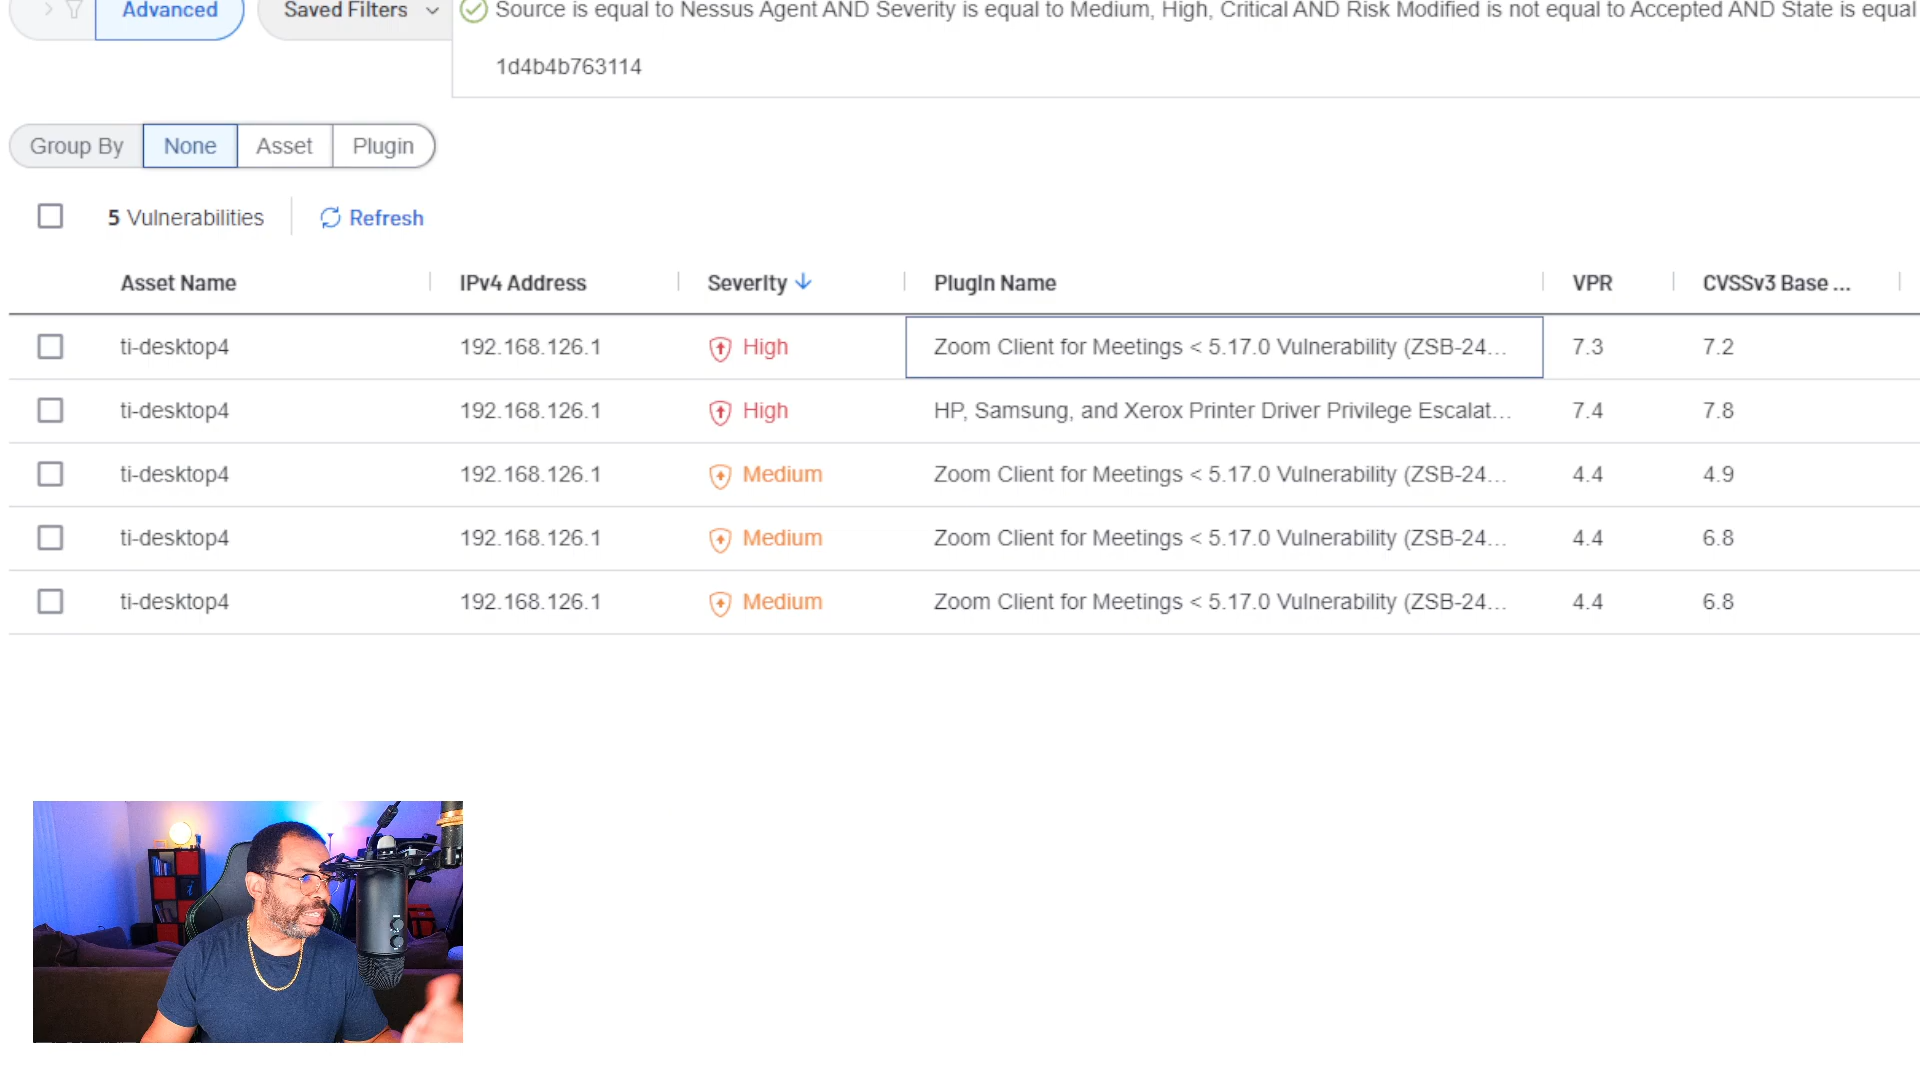 Advanced
Saved Filters
Source is equal to Nessus Agent AND Severity is equal to Medium, High, Critical AND Risk Modified is not equal to Accepted AND State is equal
1d4b4b763114
Group By None Asset Plugin
5 Vulnerabilities Refresh
Asset Name IPv4 Address Severity Plugin Name VPR CVSSv3 Base ...
ti-desktop4 192.168.126.1 High Zoom Client for Meetings < 5.17.0 Vulnerability (ZSB-24... 7.3 7.2
ti-desktop4 192.168.126.1 High HP, Samsung, and Xerox Printer Driver Privilege Escalat... 7.4 7.8
ti-desktop4 192.168.126.1 Medium Zoom Client for Meetings < 5.17.0 Vulnerability (ZSB-24... 4.4 4.9
ti-desktop4 192.168.126.1 Medium Zoom Client for Meetings < 5.17.0 Vulnerability (ZSB-24... 4.4 6.8
ti-desktop4 192.168.126.1 Medium Zoom Client for Meetings < 5.17.0 Vulnerability (ZSB-24... 4.4 6.8